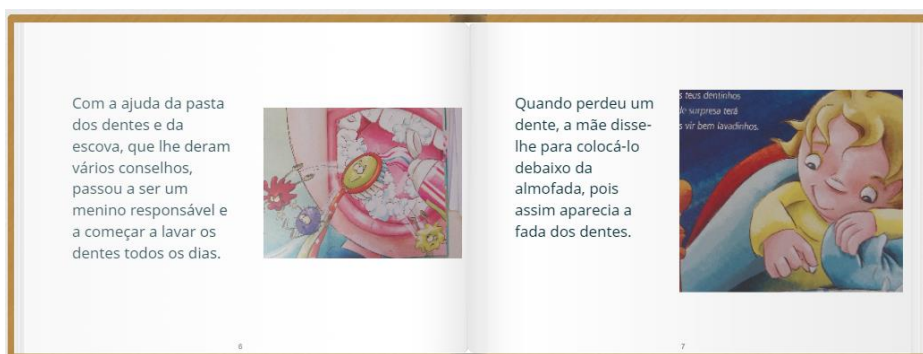 Com a ajuda da pasta
dos dentes e da
escova, que lhe deram
vários conselhos,
passou a ser um
menino responsável e
a começar a lavar os
dentes todos os dias.
6
Quando perdeu um
dente, a mãe disse-
lhe para colocá-lo
debaixo da
almofada, pois
assim aparecia a
fada dos dentes.
s teus dentinhos
de surpresa terá
s vir bem lavadinhos.
7